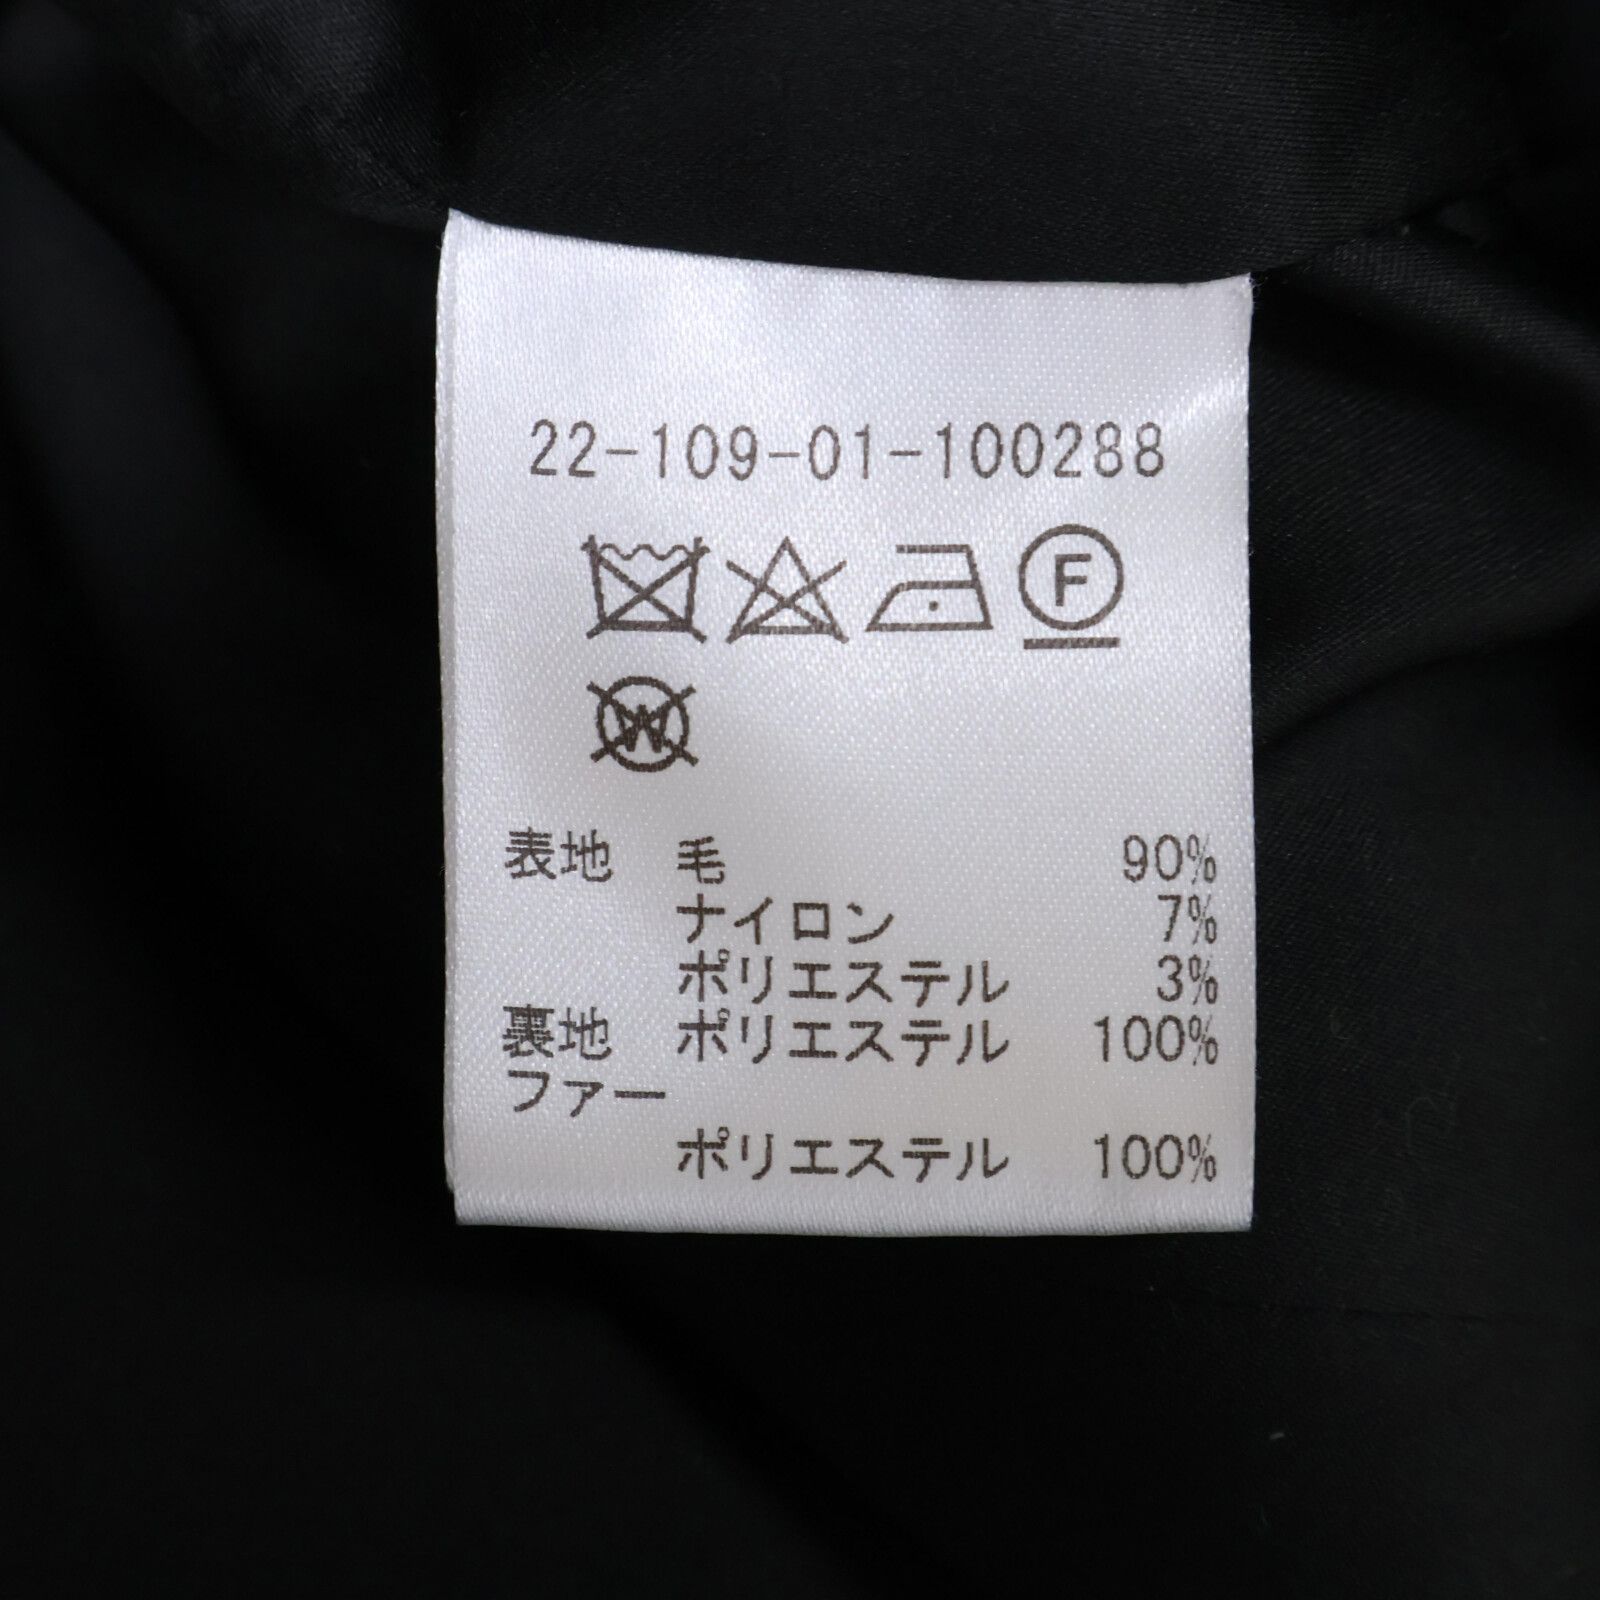 22-109-01-100288
F
W
表地 毛 90%
ナイロン 7%
ポリエステル 3%
裏地 ポリエステル 100%
ファー
ポリエステル 100%